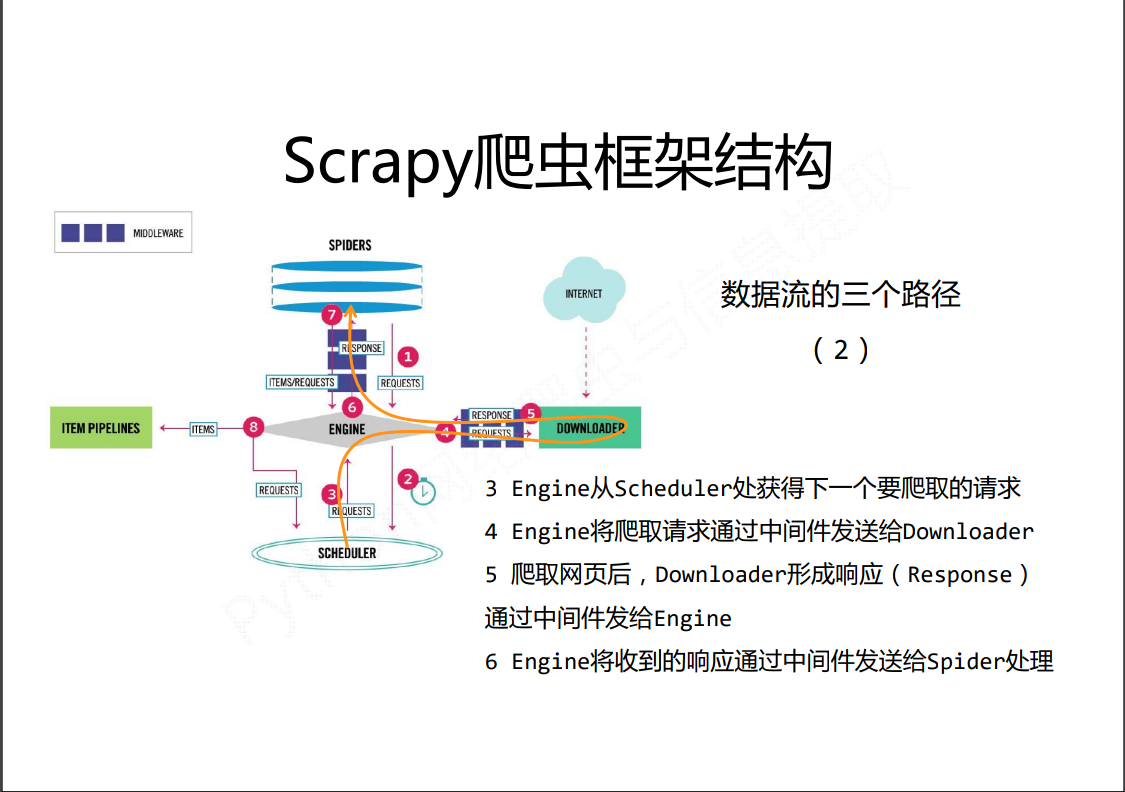 Scrapy爬虫框架结构
MIDDLEWARE
SPIDERS
INTERNET
数据流的三个路径
（2）
7
RESPONSE
1
ITEMS/REQUESTS
REQUESTS
6
ITEM PIPELINES
ITEMS
8
ENGINE
4
RESPONSE
REQUESTS
5
DOWNLOADER
REQUESTS
3
REQUESTS
2
SCHEDULER
3 Engine从Scheduler处获得下一个要爬取的请求
4 Engine将爬取请求通过中间件发送给Downloader
5 爬取网页后，Downloader形成响应（Response）
通过中间件发给Engine
6 Engine将收到的响应通过中间件发送给Spider处理